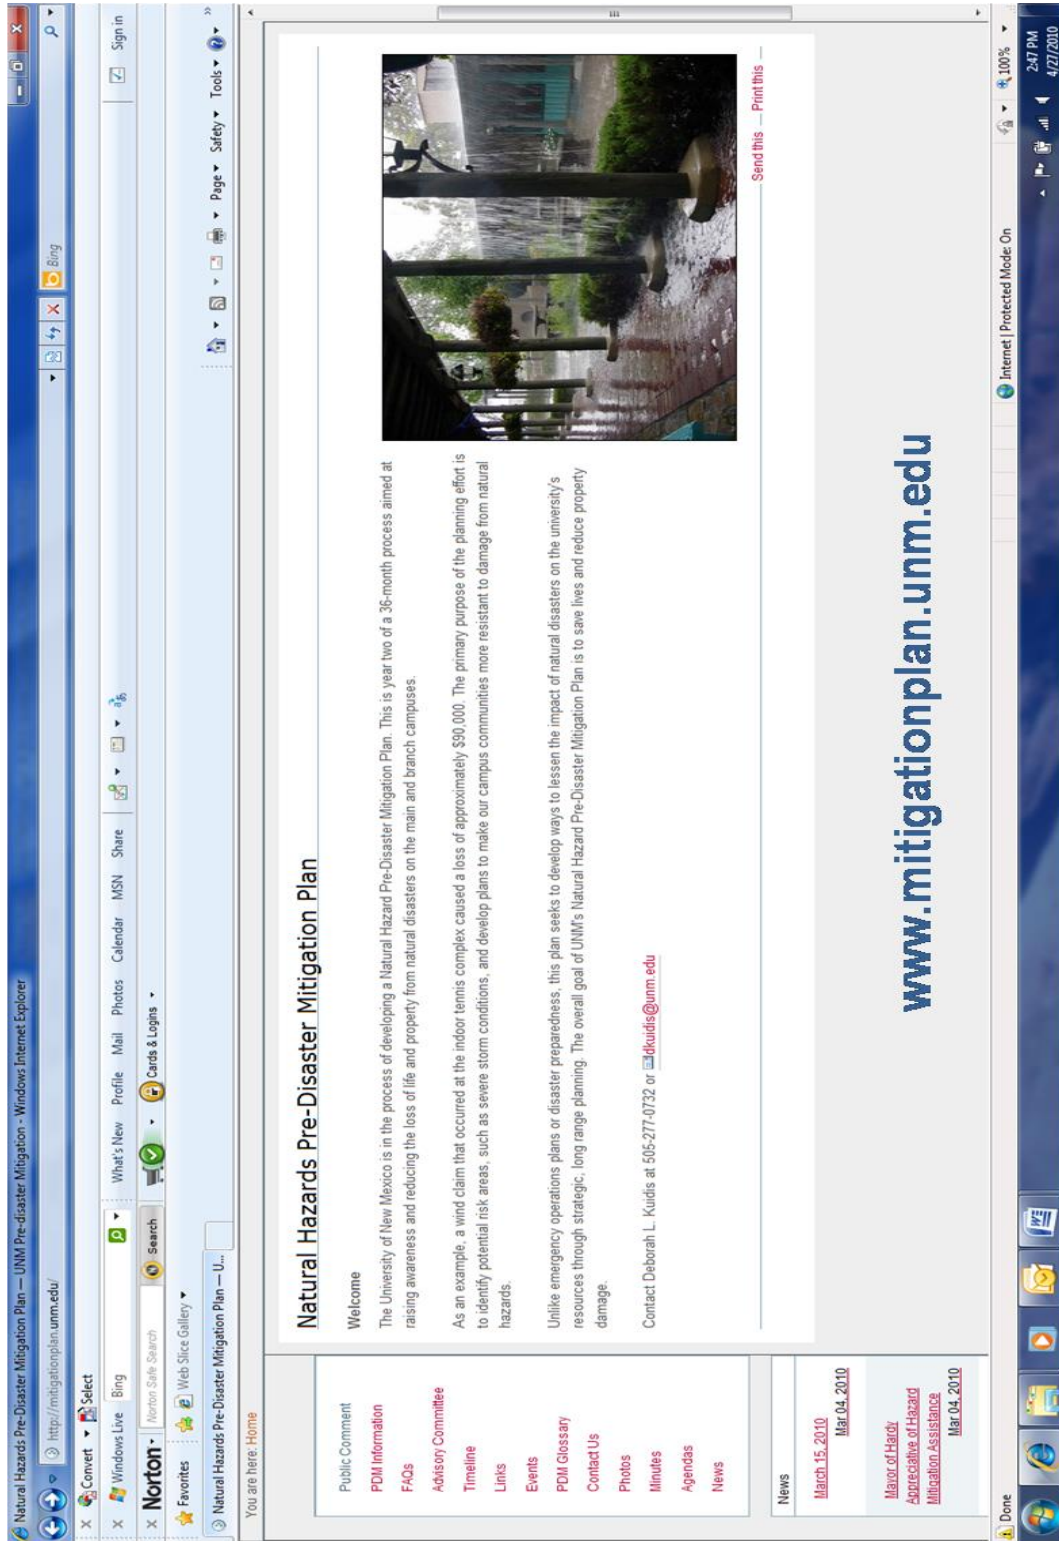 Natural Hazards Pre-Disaster Mitigation Plan — UNM Pre-disaster Mitigation - Windows Internet Explorer
http://mitigationplan.unm.edu/
Bing
Convert Select
Windows Live Bing What's New Profile Mail Photos Calendar MSN Share Sign in
Norton Norton Safe Search Search Cards & Logins
Favorites Web Slice Gallery
Natural Hazards Pre-Disaster Mitigation Plan — U... Page Safety Tools
You are here: Home
Public Comment
PDM Information
FAQs
Advisory Committee
Timeline
Links
Events
PDM Glossary
Contact Us
Photos
Minutes
Agendas
News
News
March 15, 2010
Mar 04, 2010
Mayor of Hardy
Appreciative of Hazard
Mitigation Assistance
Mar 04, 2010
Natural Hazards Pre-Disaster Mitigation Plan
Welcome
The University of New Mexico is in the process of developing a Natural Hazard Pre-Disaster Mitigation Plan. This is year two of a 36-month process aimed at
raising awareness and reducing the loss of life and property from natural disasters on the main and branch campuses.
As an example, a wind claim that occurred at the indoor tennis complex caused a loss of approximately $90,000. The primary purpose of the planning effort is
to identify potential risk areas, such as severe storm conditions, and develop plans to make our campus communities more resistant to damage from natural
hazards.
Unlike emergency operations plans or disaster preparedness, this plan seeks to develop ways to lessen the impact of natural disasters on the university's
resources through strategic, long range planning. The overall goal of UNM's Natural Hazard Pre-Disaster Mitigation Plan is to save lives and reduce property
damage.
Contact Deborah L. Kuidis at 505-277-0732 or dkuidis@unm.edu
Send this — Print this —
www.mitigationplan.unm.edu
Done Internet | Protected Mode: On 100%
2:47 PM
4/27/2010